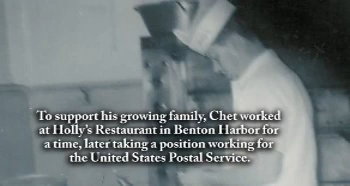 To support his growing family, Chet worked
at Holly's Restaurant in Benton Harbor for
a time, later taking a position working for
the United States Postal Service.